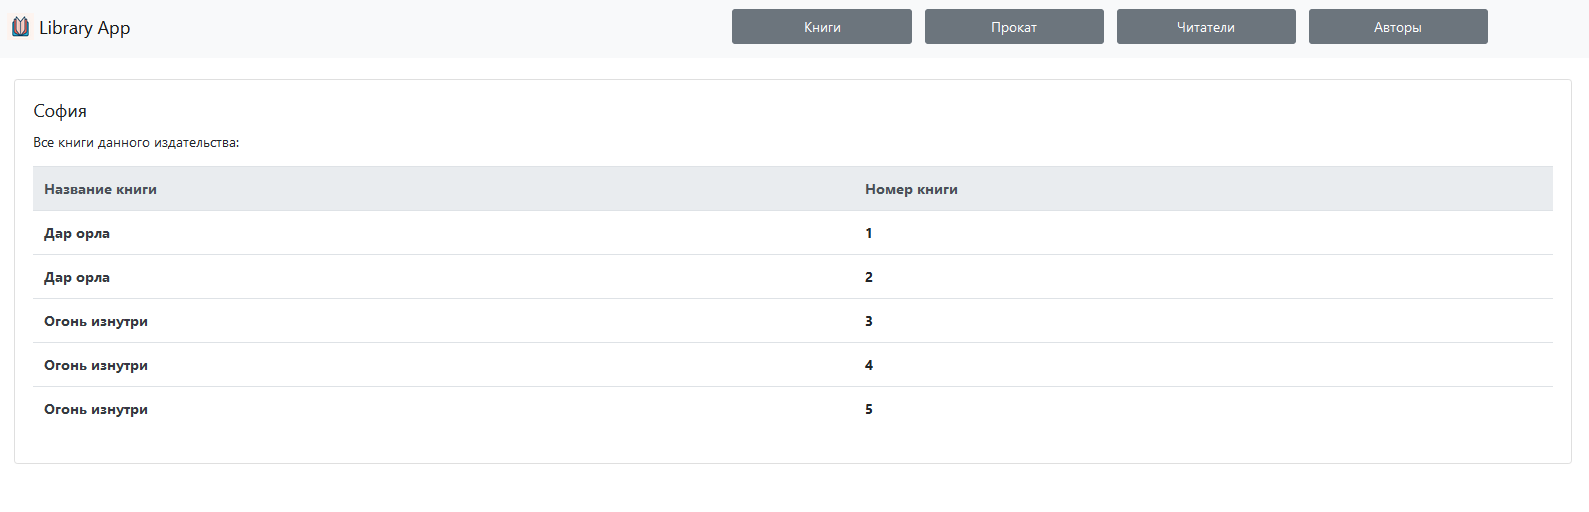 Library App Книги Прокат Читатели Авторы
София
Все книги данного издательства:
Название книги Номер книги
Дар орла 1
Дар орла 2
Огонь изнутри 3
Огонь изнутри 4
Огонь изнутри 5